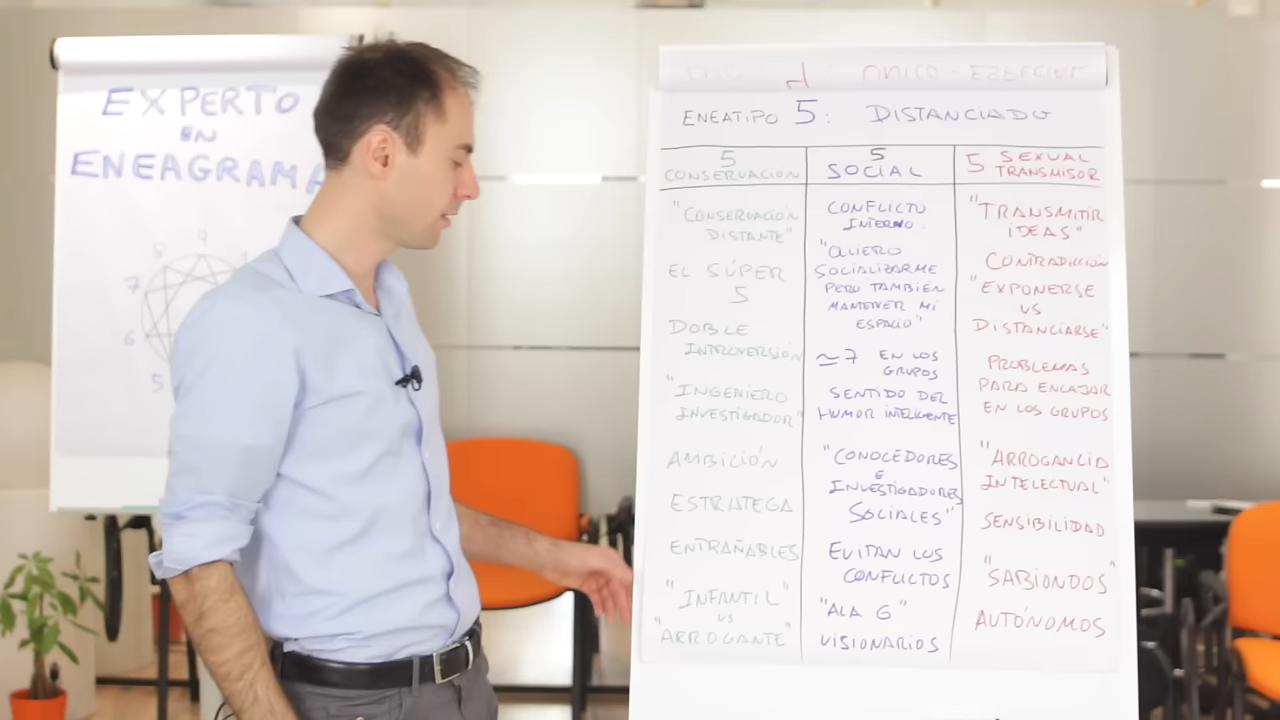 EXPERTO
EN
ENEAGRAMA
9
8
1
7
6
5
ENEATIPO 5: DISTANCIADO
5
CONSERVACIÓN
"CONSERVACIÓN
DISTANTE"
EL SÚPER
5
DOBLE
INTROVERSIÓN
"INGENIERO
INVESTIGADOR"
AMBICIÓN
ESTRATEGA
ENTRAÑABLES
"INFANTIL"
VS
"ARROGANTE"
5
SOCIAL
CONFLICTO
INTERNO
"QUIERO
SOCIALIZARME
PERO TAMBIÉN
MANTENER MI
ESPACIO"
≃7 EN LOS
GRUPOS
SENTIDO DEL
HUMOR INTELIGENTE
"CONOCEDORES
E
INVESTIGADORES
SOCIALES"
EVITAN LOS
CONFLICTOS
"ALA 6"
VISIONARIOS
5 SEXUAL
TRANSMISOR
"TRANSMITIR
IDEAS"
CONTRADICCIÓN
"EXPONERSE
VS
DISTANCIARSE"
PROBLEMAS
PARA ENCAJAR
EN LOS GRUPOS
"ARROGANCIA
INTELECTUAL"
SENSIBILIDAD
"SABIONDOS"
AUTÓNOMOS